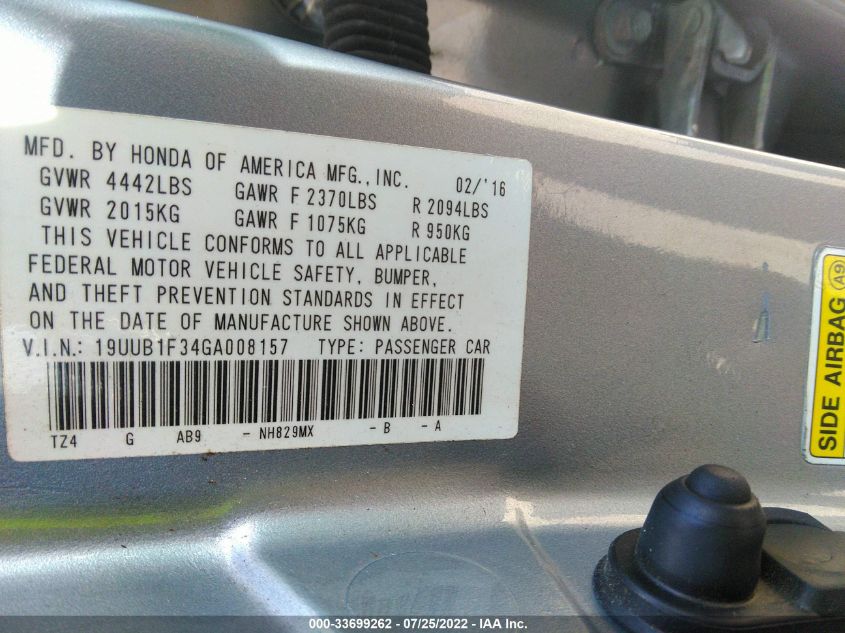 MFD. BY HONDA OF AMERICA MFG.,INC. 02/'16
GVWR 4442LBS GAWR F 2370LBS R 2094LBS
GVWR 2015KG GAWR F 1075KG R 950KG
THIS VEHICLE CONFORMS TO ALL APPLICABLE
FEDERAL MOTOR VEHICLE SAFETY, BUMPER,
AND THEFT PREVENTION STANDARDS IN EFFECT
ON THE DATE OF MANUFACTURE SHOWN ABOVE.
V.I.N.: 19UUB1F34GA008157 TYPE: PASSENGER CAR
TZ4 G AB9 - NH829MX - B - A
SIDE AIRBAG A9
000-33699262 - 07/25/2022 - IAA Inc.